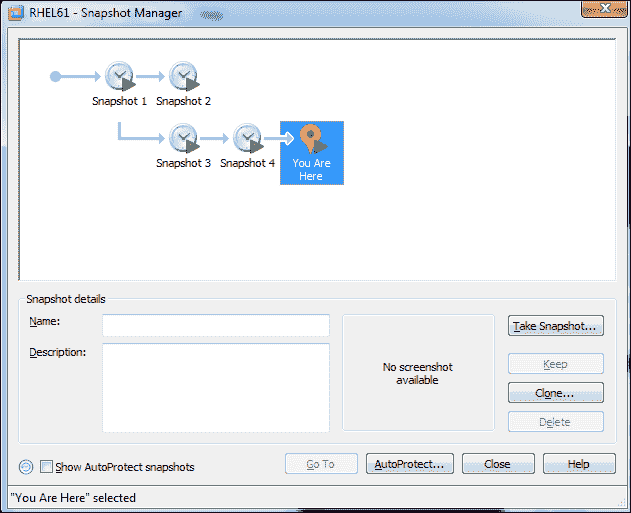 RHEL61 - Snapshot Manager
Snapshot 1
Snapshot 2
Snapshot 3
Snapshot 4
You Are
Here
Snapshot details
Name:
Description:
No screenshot
available
Take Snapshot...
Keep
Clone...
Delete
Show AutoProtect snapshots
Go To
AutoProtect...
Close
Help
"You Are Here" selected